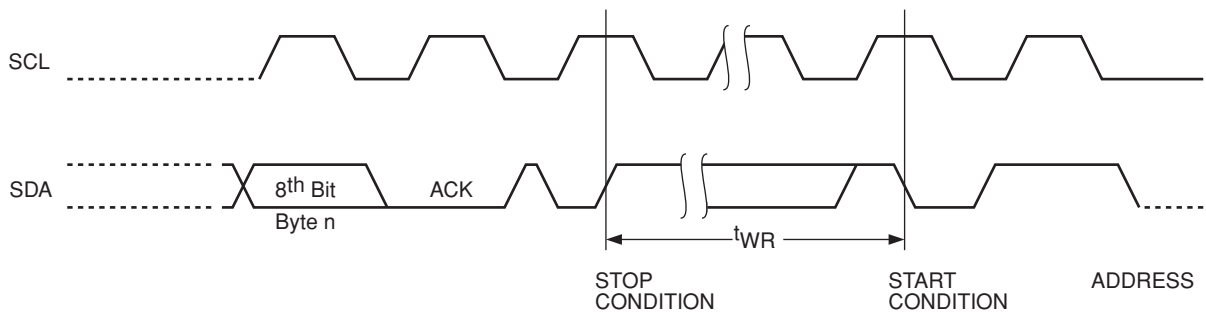 SCL
SDA
8th Bit
ACK
Byte n
tWR
STOP
CONDITION
START
CONDITION
ADDRESS